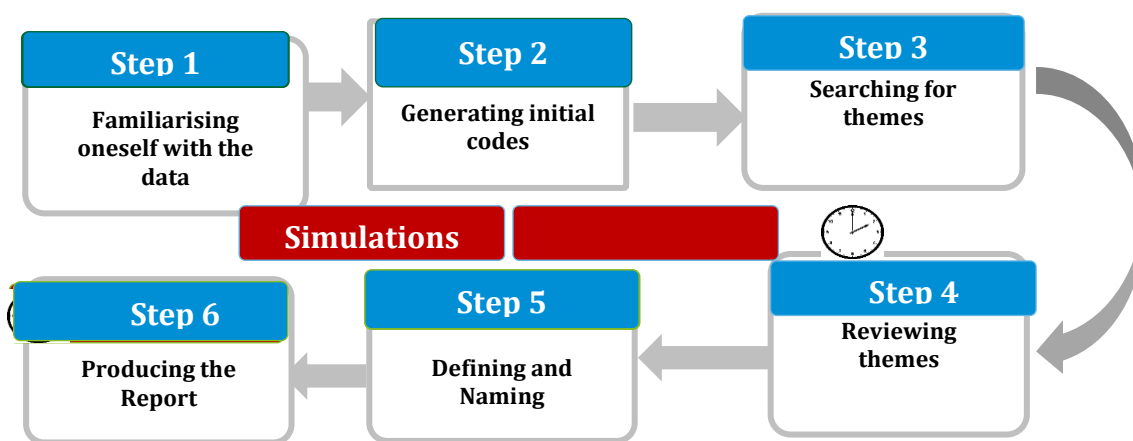 Step 1
Familiarising
oneself with the
data
Step 2
Generating initial
codes
Step 3
Searching for
themes
Simulations
Step 4
Reviewing
themes
Step 5
Defining and
Naming
Step 6
Producing the
Report